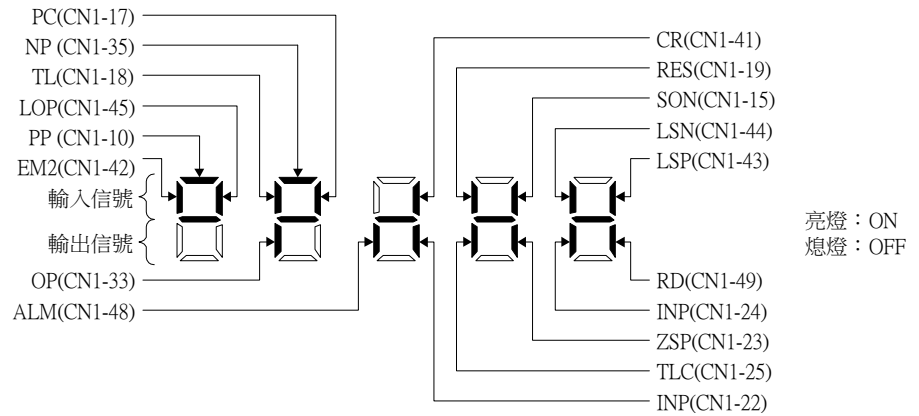 PC(CN1-17)
NP (CN1-35)
TL(CN1-18)
LOP(CN1-45)
PP (CN1-10)
EM2(CN1-42)
輸入信號
輸出信號
OP(CN1-33)
ALM(CN1-48)
CR(CN1-41)
RES(CN1-19)
SON(CN1-15)
LSN(CN1-44)
LSP(CN1-43)
RD(CN1-49)
INP(CN1-24)
ZSP(CN1-23)
TLC(CN1-25)
INP(CN1-22)
亮燈：ON
熄燈：OFF